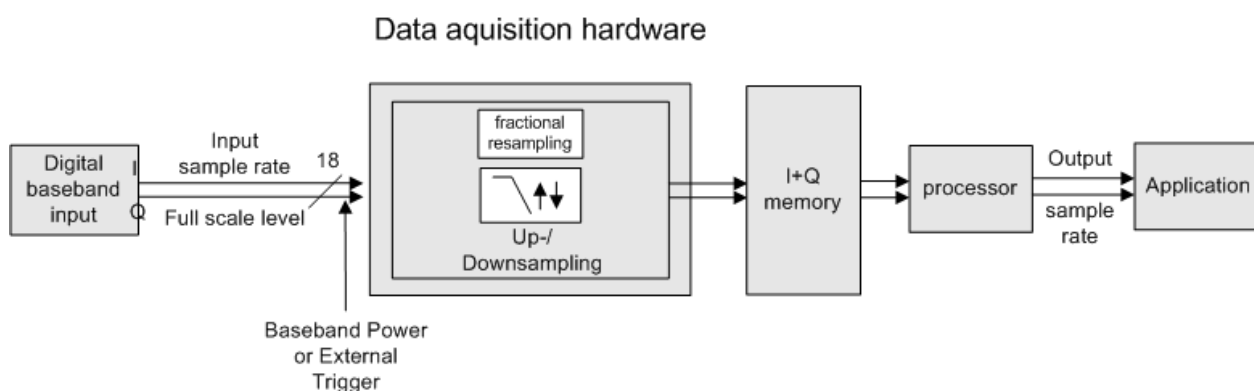 Data aquisition hardware
Digital
baseband
input
I
Q
Input
sample rate
18
Full scale level
Baseband Power
or External
Trigger
fractional
resampling
Up-/
Downsampling
I+Q
memory
processor
Output
sample
rate
Application